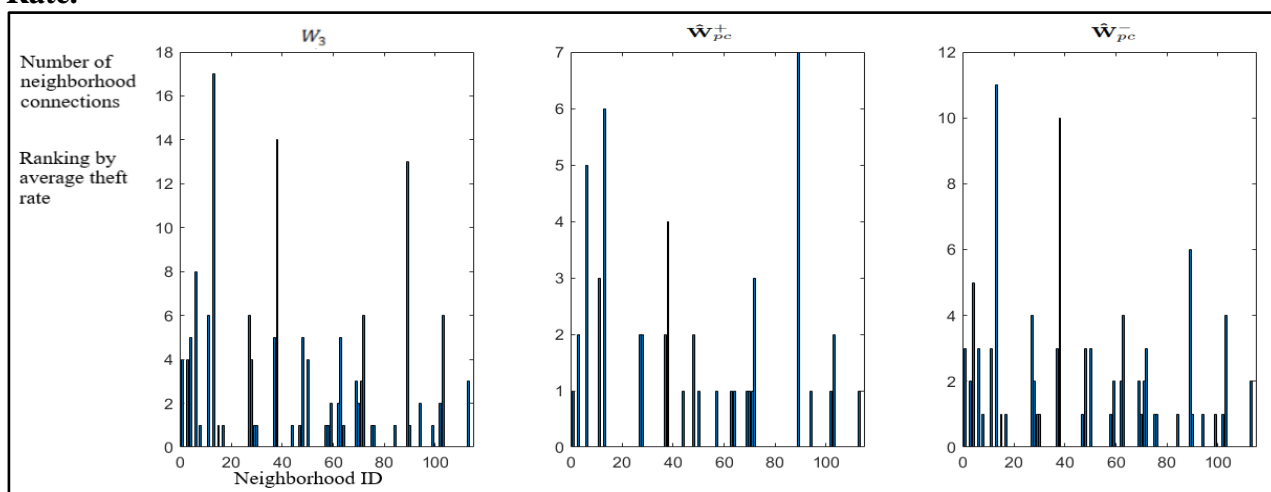 Rate.
W₃
Number of
neighborhood
connections
Ranking by
average theft
rate
18
16
14
12
10
8
6
4
2
0
0 20 40 60 80 100
Neighborhood ID
Ŵ⁺pc
7
6
5
4
3
2
1
0
0 20 40 60 80 100
Ŵ⁻pc
12
10
8
6
4
2
0
0 20 40 60 80 100